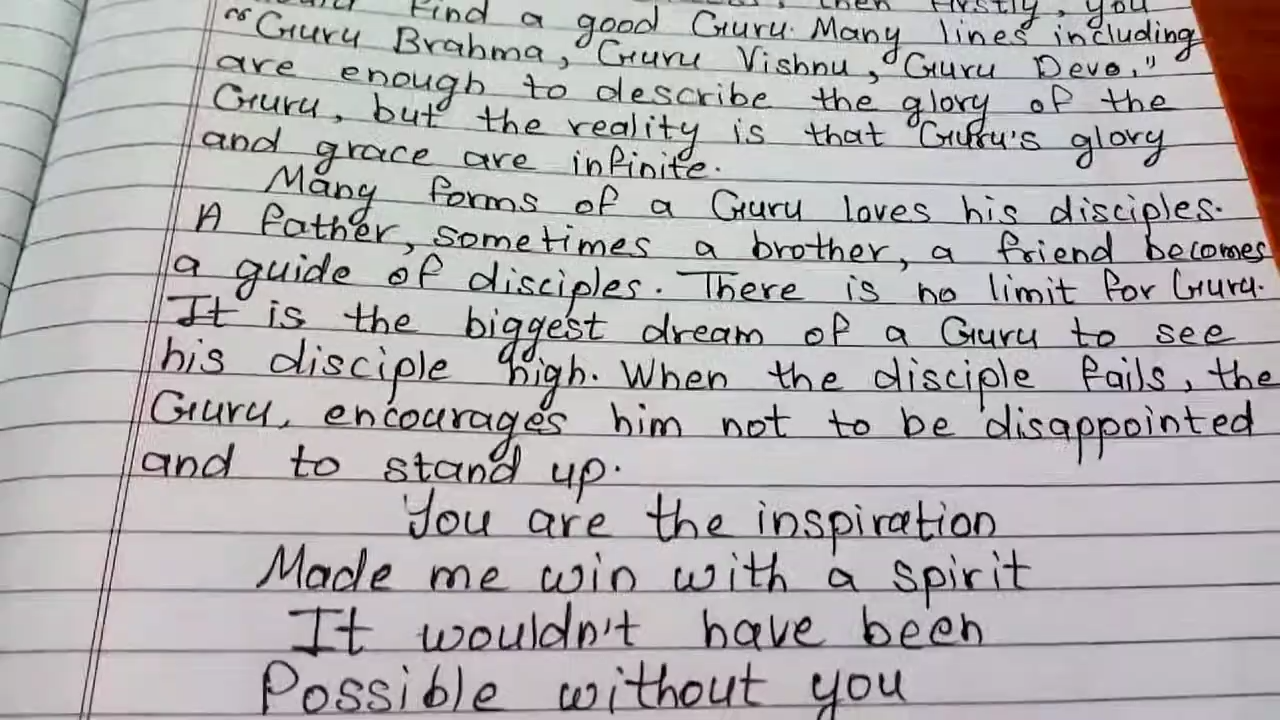 then firstly, you
find a good Guru. Many lines including
"Guru Brahma, Guru Vishnu, Guru Devo,"
are enough to describe the glory of the
Guru, but the reality is that Guru's glory
and grace are infinite.
Many forms of a Guru loves his disciples.
A father, sometimes a brother, a friend becomes
a guide of disciples. There is no limit for Guru.
It is the biggest dream of a Guru to see
his disciple high. When the disciple fails, the
Guru, encourages him not to be disappointed
and to stand up.
You are the inspiration
Made me win with a spirit
It wouldn't have been
Possible without you